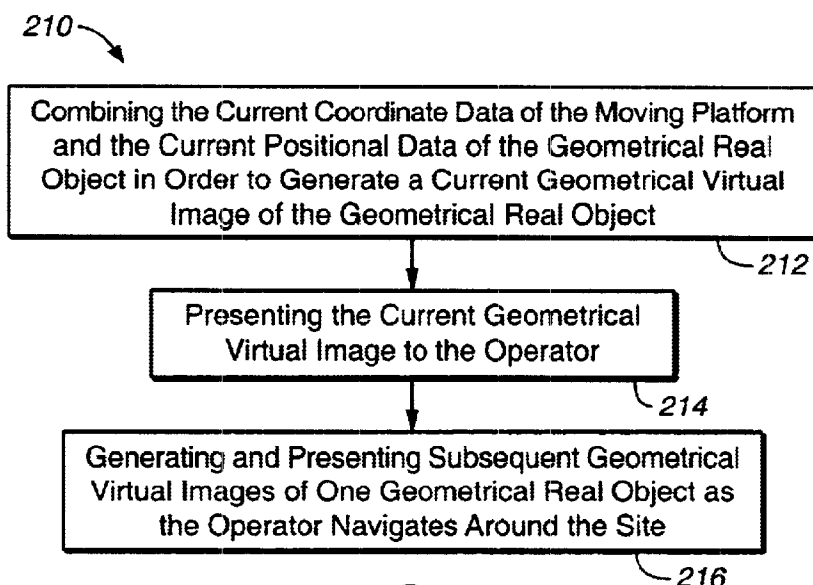 210
Combining the Current Coordinate Data of the Moving Platform
and the Current Positional Data of the Geometrical Real
Object in Order to Generate a Current Geometrical Virtual
Image of the Geometrical Real Object
212
Presenting the Current Geometrical
Virtual Image to the Operator
214
Generating and Presenting Subsequent Geometrical
Virtual Images of One Geometrical Real Object as
the Operator Navigates Around the Site
216